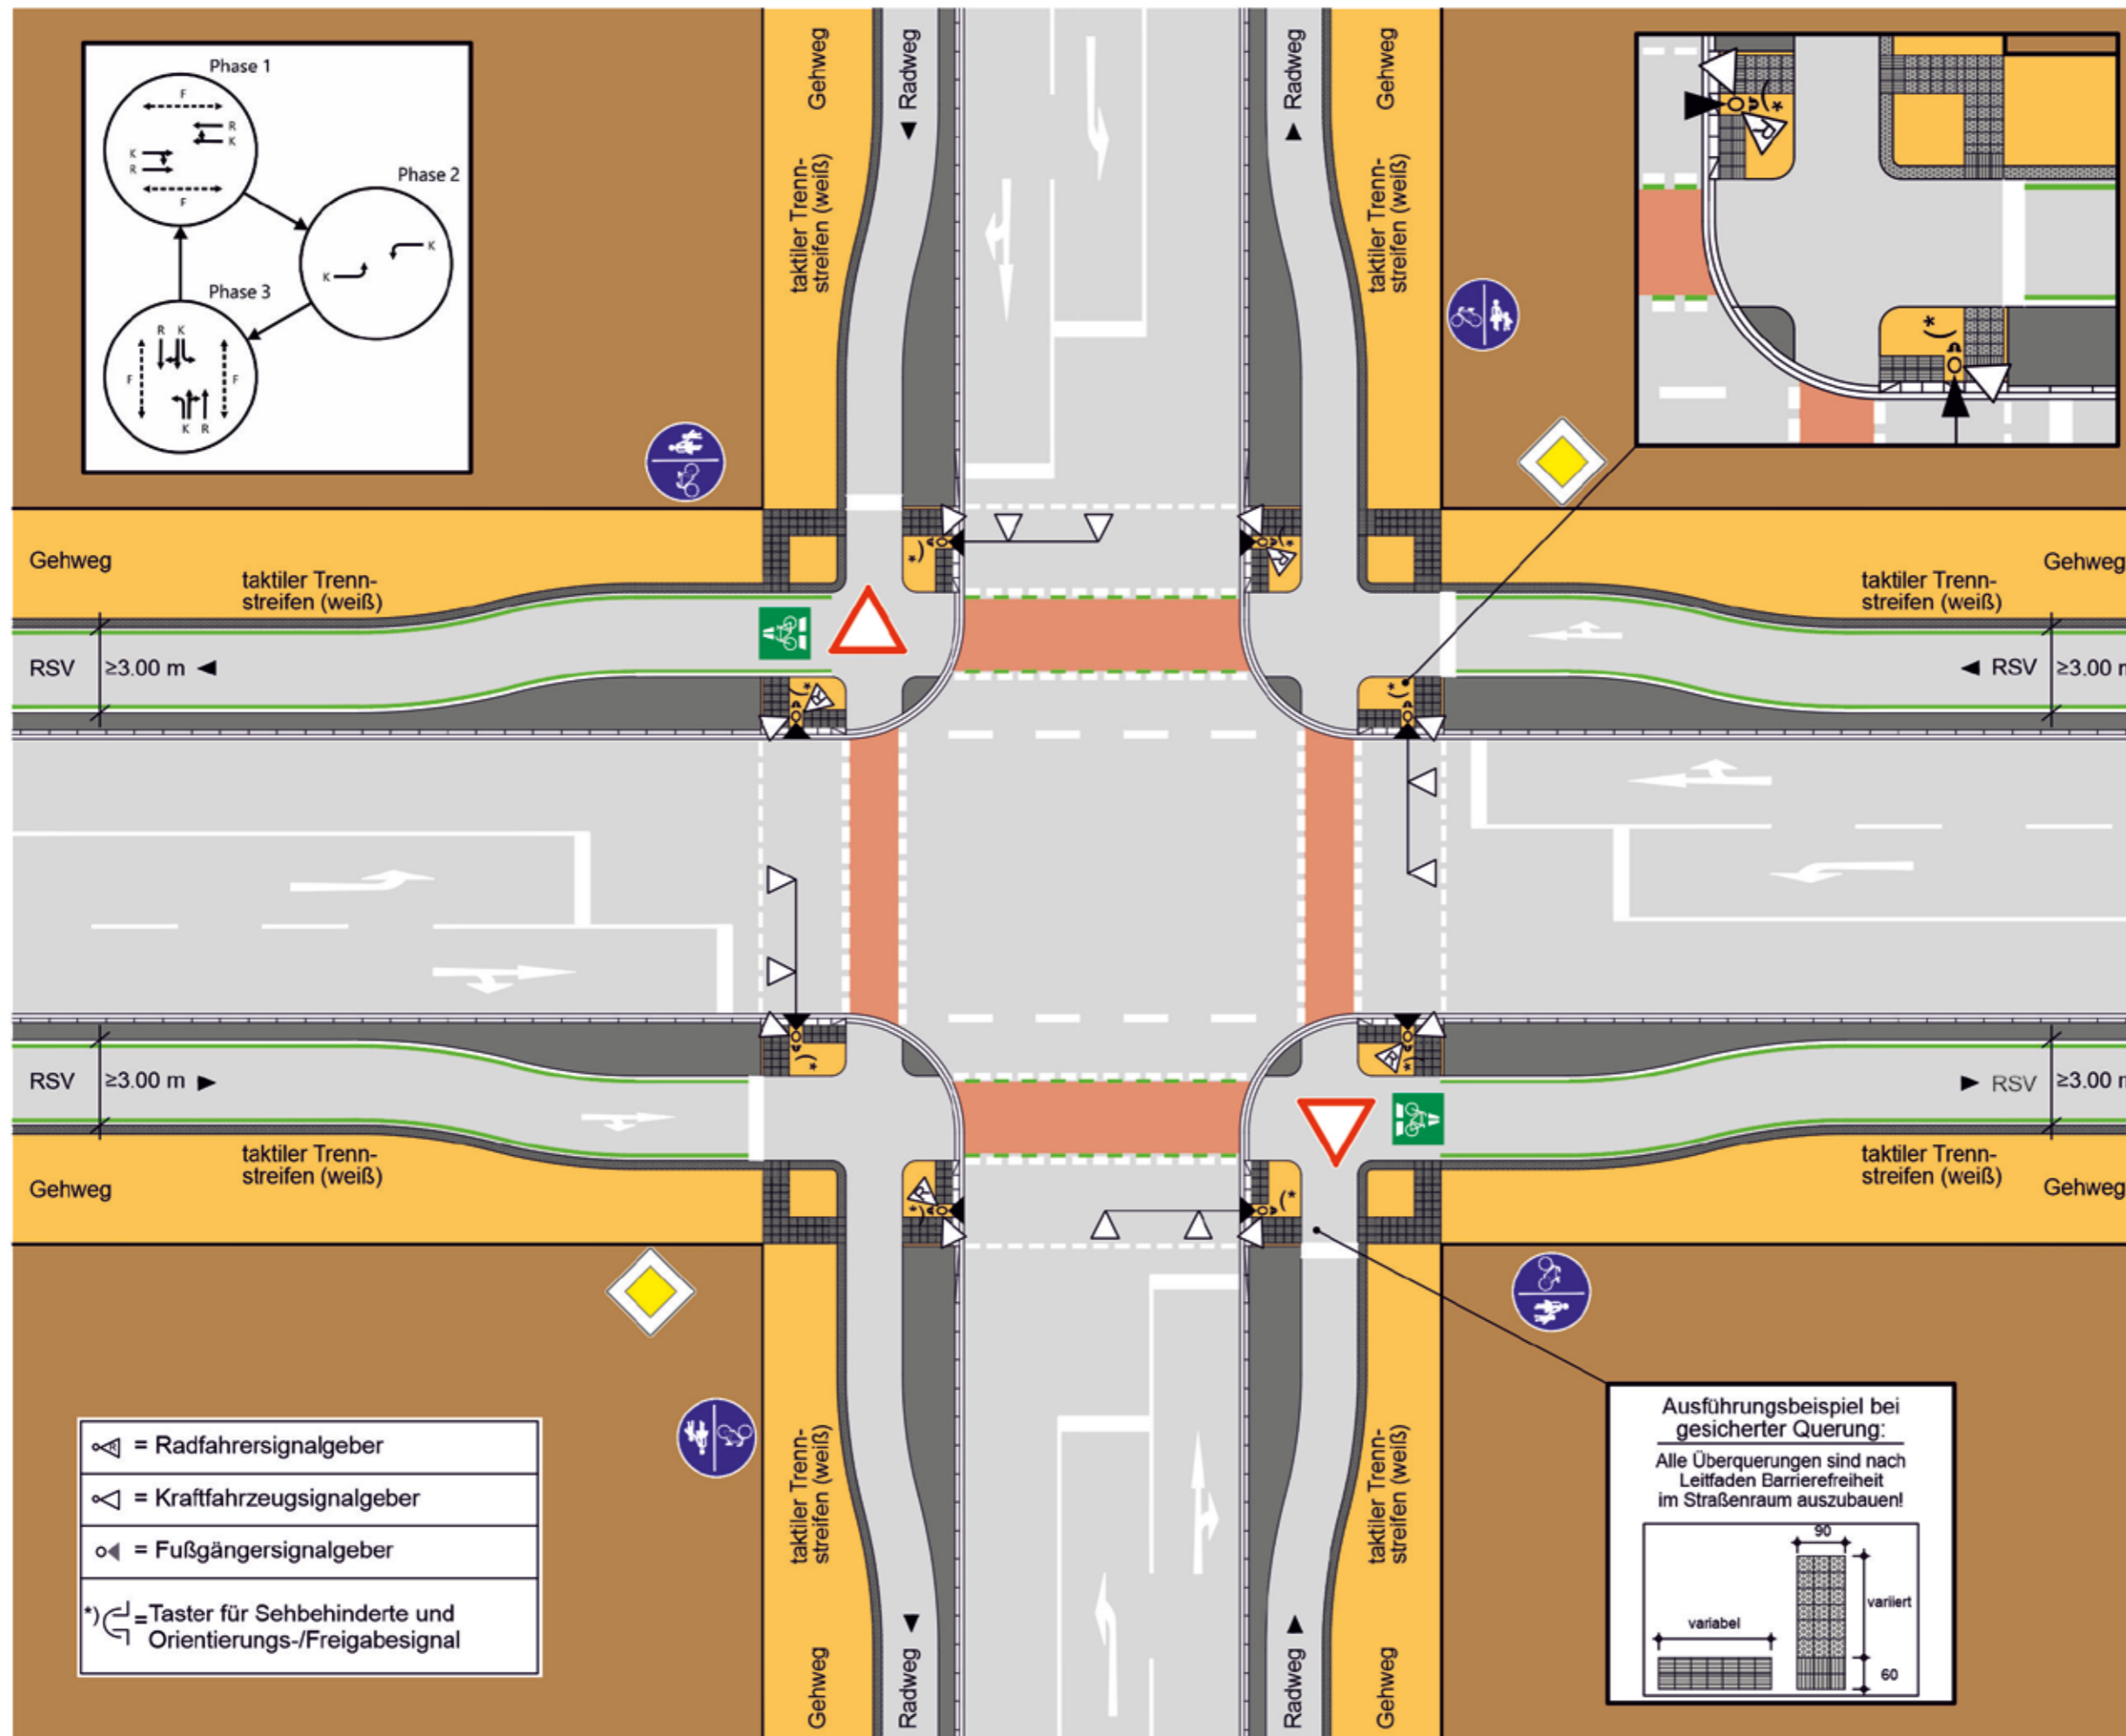 Phase 1
F
R
K
K
R
F
Phase 2
K
K
Phase 3
R K
F
F
K R
Gehweg
Radweg
Radweg
Gehweg
taktiler Trenn-
streifen (weiß)
taktiler Trenn-
streifen (weiß)
*)
R
*)
Gehweg
taktiler Trenn-
streifen (weiß)
*)
*)
R
taktiler Trenn-
streifen (weiß)
Gehweg
RSV
≥3.00 m
*)
R
*)
RSV
≥3.00 m
RSV
≥3.00 m
*)
R
*)
RSV
≥3.00 m
taktiler Trenn-
streifen (weiß)
Gehweg
R
*)
*)
taktiler Trenn-
streifen (weiß)
Gehweg
R = Radfahrersignalgeber
= Kraftfahrzeugsignalgeber
= Fußgängersignalgeber
*) =Taster für Sehbehinderte und
Orientierungs-/Freigabesignal
taktiler Trenn-
streifen (weiß)
taktiler Trenn-
streifen (weiß)
Gehweg
Radweg
Radweg
Gehweg
Ausführungsbeispiel bei
gesicherter Querung:
Alle Überquerungen sind nach
Leitfaden Barrierefreiheit
im Straßenraum auszubauen!
90
variiert
variabel
60